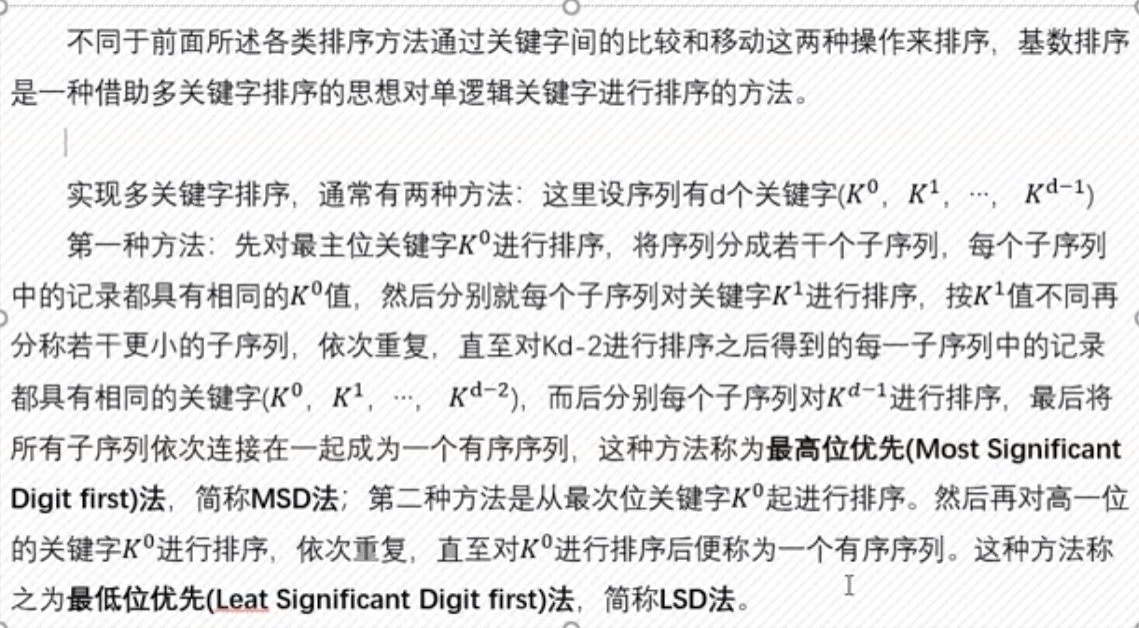 不同于前面所述各类排序方法通过关键字间的比较和移动这两种操作来排序，基数排序
是一种借助多关键字排序的思想对单逻辑关键字进行排序的方法。
实现多关键字排序，通常有两种方法：这里设序列有d个关键字(K⁰，K¹，…，K^{d−1})
第一种方法：先对最主位关键字K⁰进行排序，将序列分成若干个子序列，每个子序列
中的记录都具有相同的K⁰值，然后分别就每个子序列对关键字K¹进行排序，按K¹值不同再
分称若干更小的子序列，依次重复，直至对Kd-2进行排序之后得到的每一子序列中的记录
都具有相同的关键字(K⁰，K¹，…，K^{d−2})，而后分别每个子序列对K^{d−1}进行排序，最后将
所有子序列依次连接在一起成为一个有序序列，这种方法称为最高位优先(Most Significant
Digit first)法，简称MSD法；第二种方法是从最次位关键字K⁰起进行排序。然后再对高一位
的关键字K⁰进行排序，依次重复，直至对K⁰进行排序后便称为一个有序序列。这种方法称
之为最低位优先(Leat Significant Digit first)法，简称LSD法。